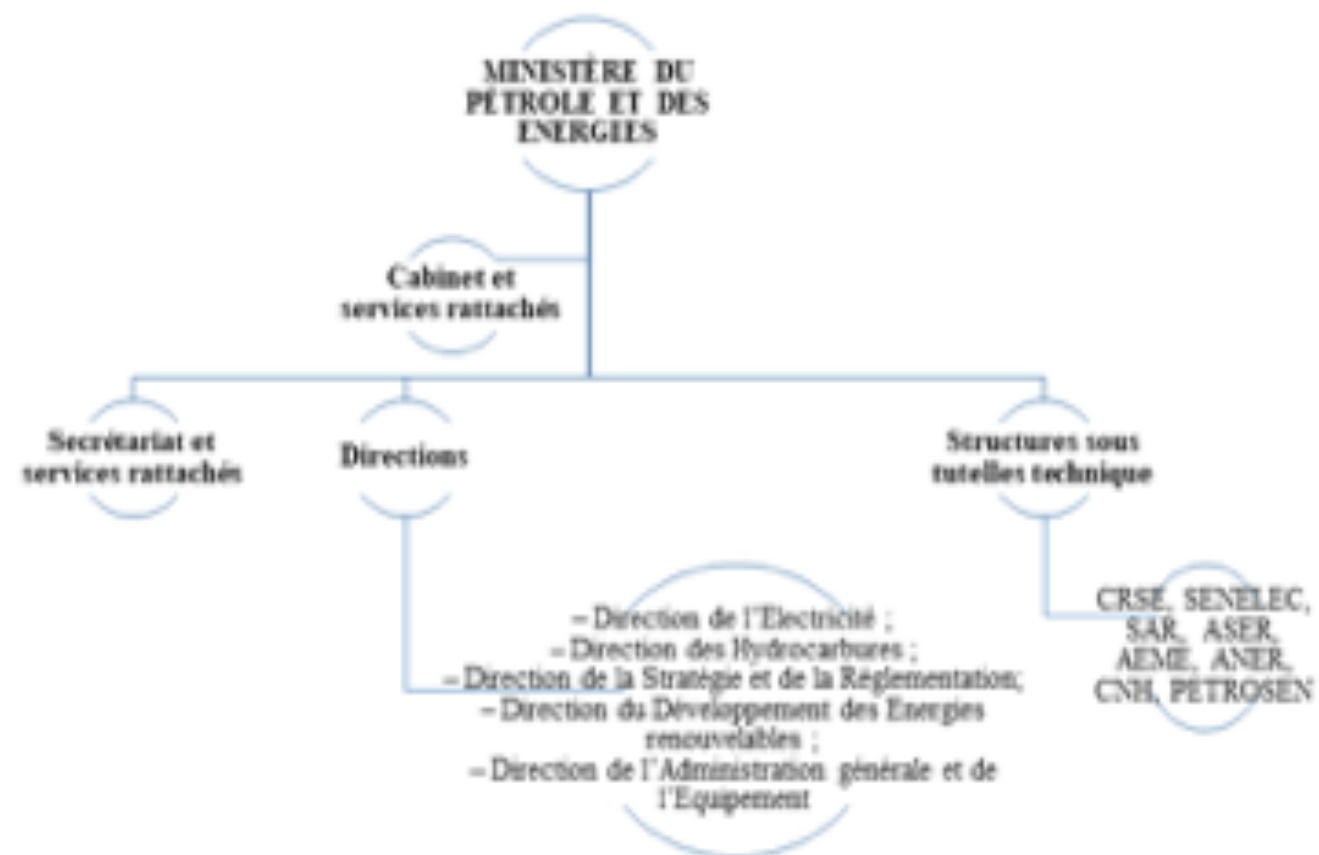 MINISTÈRE DU
PÉTROLE ET DES
ENERGIES
Cabinet et
services rattachés
Secrétariat et
services rattachés
Directions
Structures sous
tutelles technique
– Direction de l'Electricité ;
– Direction des Hydrocarbures ;
– Direction de la Stratégie et de la Réglementation;
– Direction du Développement des Energies
renouvelables ;
– Direction de l'Administration générale et de
l'Equipement
CRSE, SENELEC,
SAR, ASER,
AEME, ANER,
CNH, PETROSEN